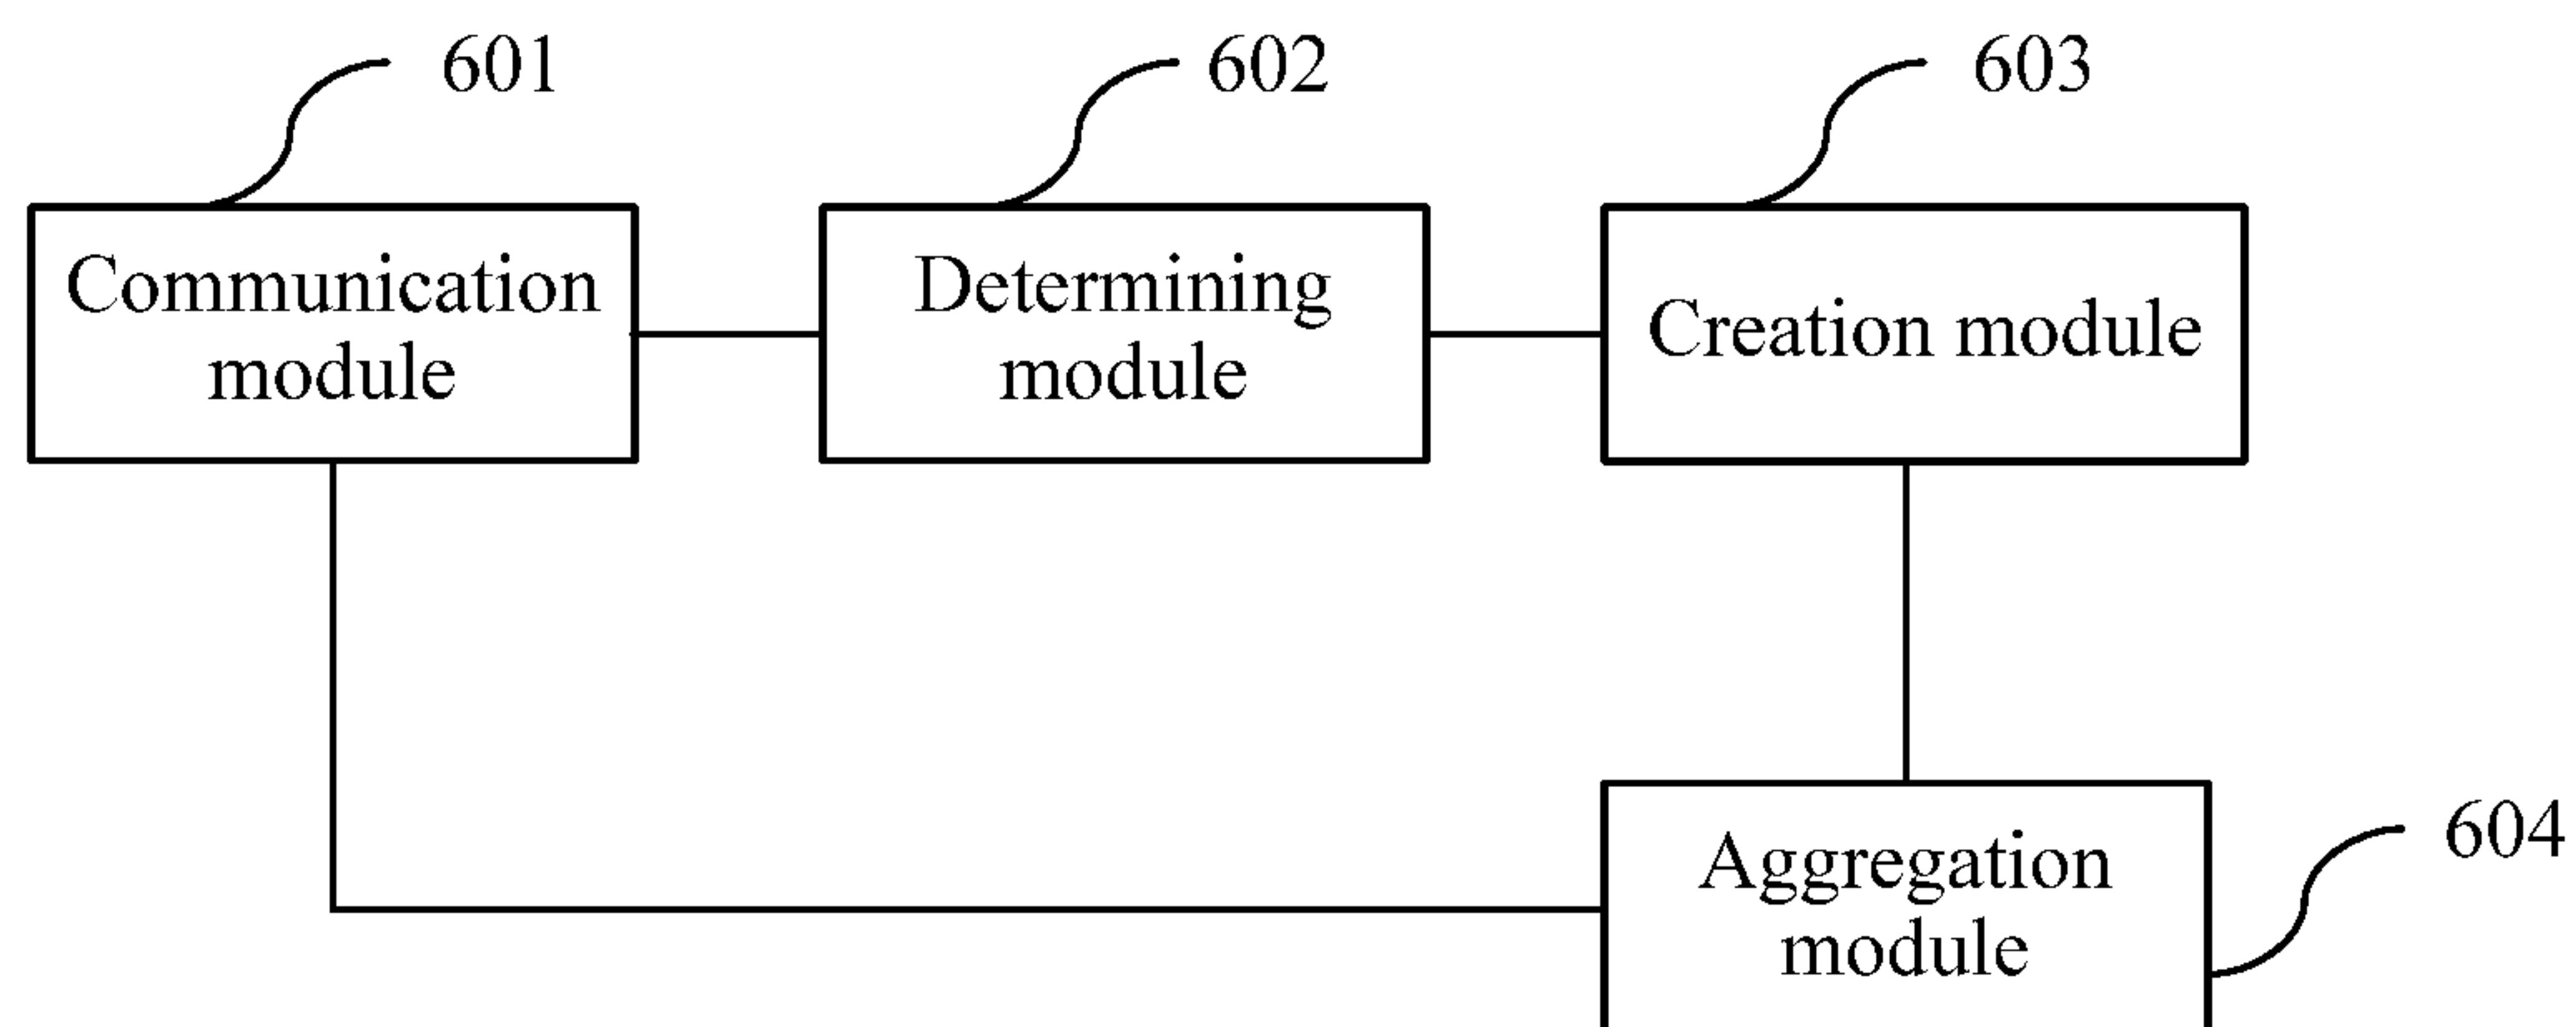 601
602
603
Communication
module
Determining
module
Creation module
Aggregation
module
604